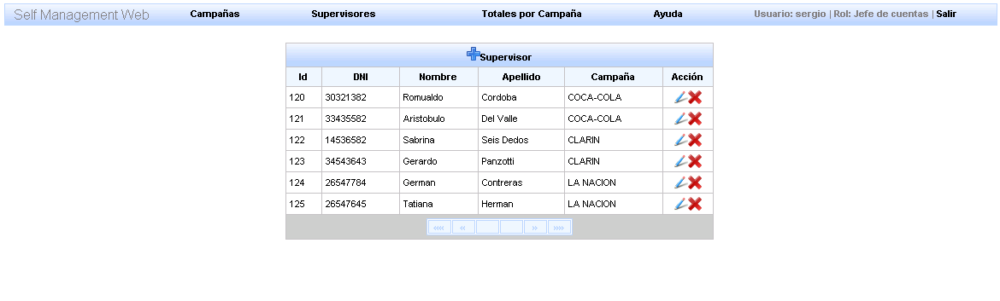 Self Management Web Campañas Supervisores Totales por Campaña Ayuda Usuario: sergio | Rol: Jefe de cuentas | Salir
Supervisor
Id DNI Nombre Apellido Campaña Acción
120 30321382 Romualdo Cordoba COCA-COLA
121 33435582 Aristobulo Del Valle COCA-COLA
122 14536582 Sabrina Seis Dedos CLARIN
123 34543643 Gerardo Panzotti CLARIN
124 26547784 German Contreras LA NACION
125 26547645 Tatiana Herman LA NACION
«« « » »»